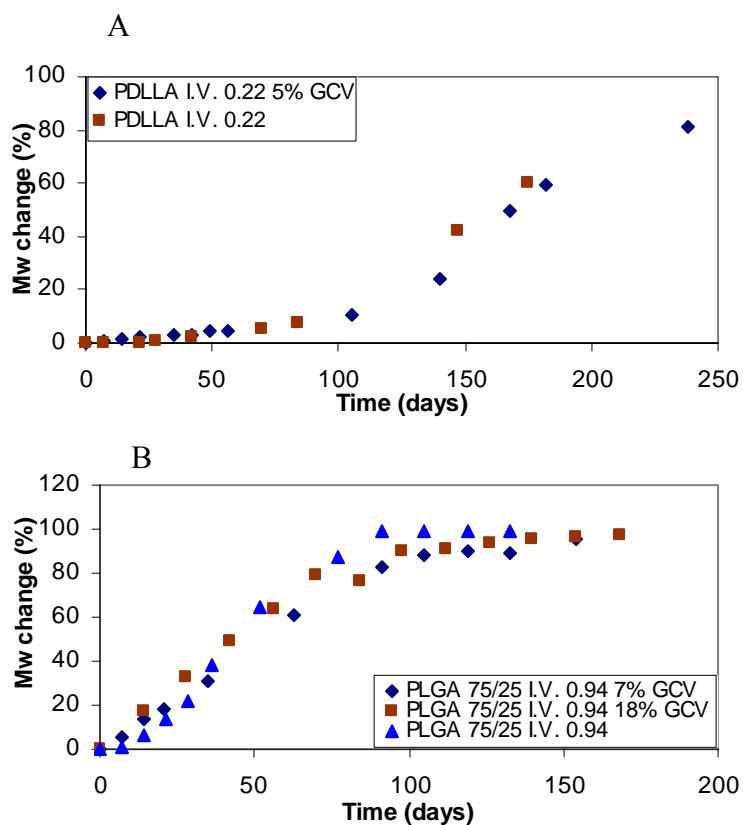 A
100
80
60
40
20
0
Mw change (%)
PDLLA I.V. 0.22 5% GCV
PDLLA I.V. 0.22
0 50 100 150 200 250
Time (days)
B
120
100
80
60
40
20
0
Mw change (%)
PLGA 75/25 I.V. 0.94 7% GCV
PLGA 75/25 I.V. 0.94 18% GCV
PLGA 75/25 I.V. 0.94
0 50 100 150 200
Time (days)